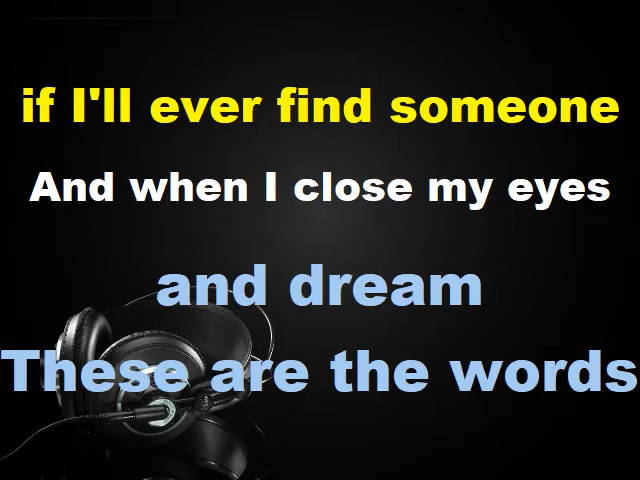 if I'll ever find someone
And when I close my eyes
and dream
These are the words